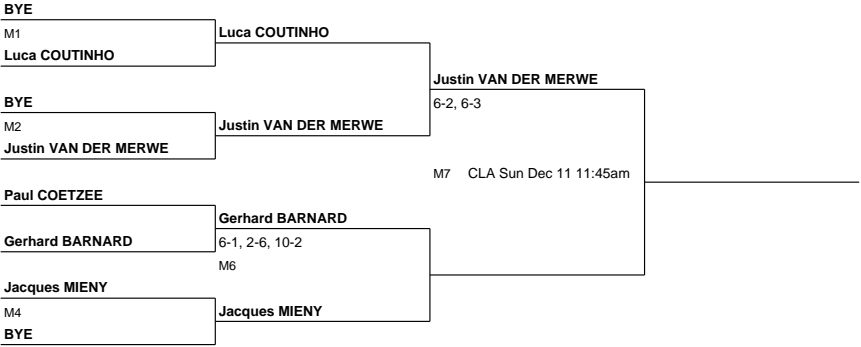 BYE
M1
Luca COUTINHO
Luca COUTINHO
Justin VAN DER MERWE
6-2, 6-3
BYE
M2
Justin VAN DER MERWE
Justin VAN DER MERWE
M7 CLA Sun Dec 11 11:45am
Paul COETZEE
Gerhard BARNARD
Gerhard BARNARD
6-1, 2-6, 10-2
M6
Jacques MIENY
M4
Jacques MIENY
BYE